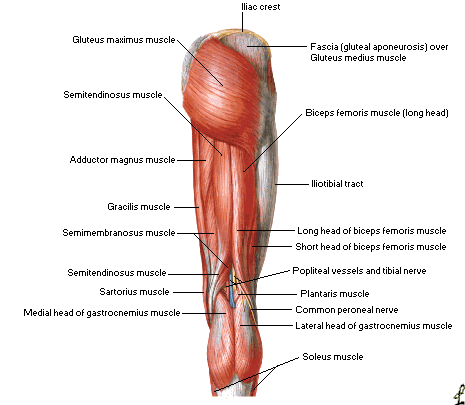 Iliac crest
Gluteus maximus muscle
Fascia (gluteal aponeurosis) over
Gluteus medius muscle
Semitendinosus muscle
Biceps femoris muscle (long head)
Adductor magnus muscle
Iliotibial tract
Gracilis muscle
Semimembranosus muscle
Long head of biceps femoris muscle
Short head of biceps femoris muscle
Semitendinosus muscle
Popliteal vessels and tibial nerve
Sartorius muscle
Plantaris muscle
Medial head of gastrocnemius muscle
Common peroneal nerve
Lateral head of gastrocnemius muscle
Soleus muscle